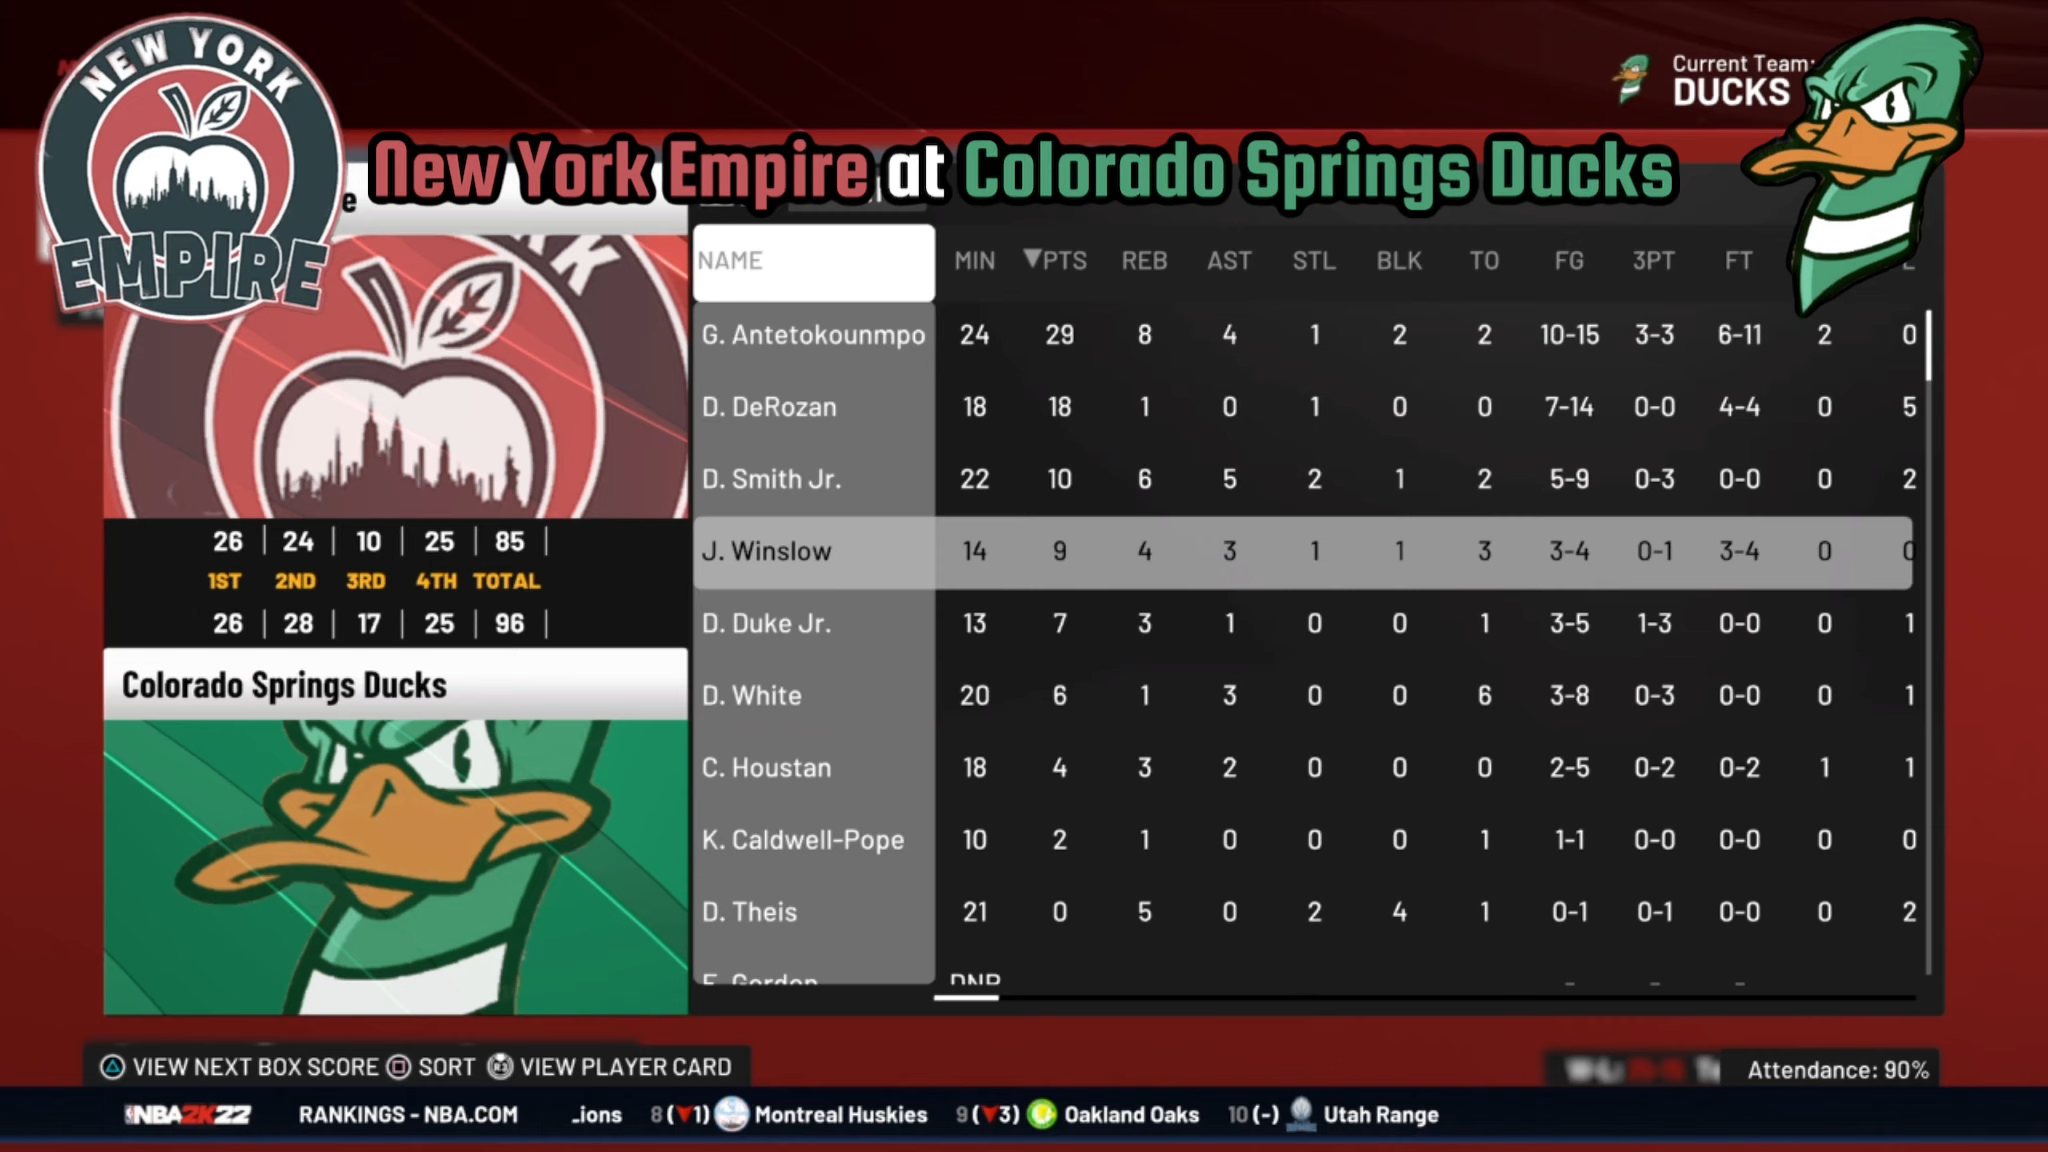 NEW YORK
EMPIRE
Current Team:
DUCKS
New York Empire at Colorado Springs Ducks
e
NAME MIN ▼PTS REB AST STL BLK TO FG 3PT FT
G. Antetokounmpo 24 29 8 4 1 2 2 10-15 3-3 6-11 2 0
D. DeRozan 18 18 1 0 1 0 0 7-14 0-0 4-4 0 5
D. Smith Jr. 22 10 6 5 2 1 2 5-9 0-3 0-0 0 2
J. Winslow 14 9 4 3 1 1 3 3-4 0-1 3-4 0 0
D. Duke Jr. 13 7 3 1 0 0 1 3-5 1-3 0-0 0 1
D. White 20 6 1 3 0 0 6 3-8 0-3 0-0 0 1
C. Houstan 18 4 3 2 0 0 0 2-5 0-2 0-2 1 1
K. Caldwell-Pope 10 2 1 0 0 0 1 1-1 0-0 0-0 0 0
D. Theis 21 0 5 0 2 4 1 0-1 0-1 0-0 0 2
E. Gordon DNP - - -
26 | 24 | 10 | 25 | 85 |
1ST 2ND 3RD 4TH TOTAL
26 | 28 | 17 | 25 | 96 |
Colorado Springs Ducks
VIEW NEXT BOX SCORE SORT R3 VIEW PLAYER CARD
Attendance: 90%
NBA2K22 RANKINGS - NBA.COM ions 8 (▼1) Montreal Huskies 9 (▼3) Oakland Oaks 10 (-) Utah Range